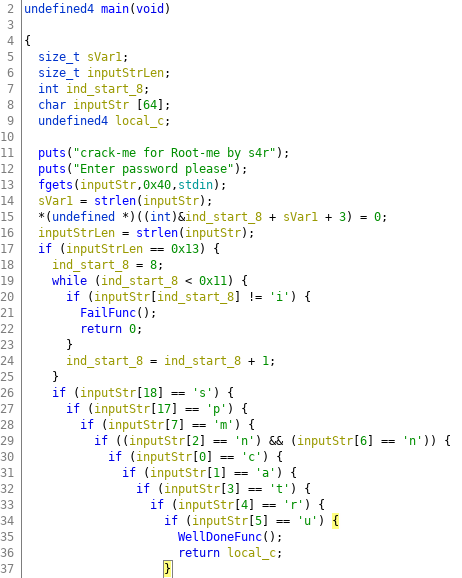 2 undefined4 main(void)
3
4 {
5   size_t sVar1;
6   size_t inputStrLen;
7   int ind_start_8;
8   char inputStr [64];
9   undefined4 local_c;
10
11   puts("crack-me for Root-me by s4r");
12   puts("Enter password please");
13   fgets(inputStr,0x40,stdin);
14   sVar1 = strlen(inputStr);
15   *(undefined *)((int)&ind_start_8 + sVar1 + 3) = 0;
16   inputStrLen = strlen(inputStr);
17   if (inputStrLen == 0x13) {
18     ind_start_8 = 8;
19     while (ind_start_8 < 0x11) {
20       if (inputStr[ind_start_8] != 'i') {
21         FailFunc();
22         return 0;
23       }
24       ind_start_8 = ind_start_8 + 1;
25     }
26     if (inputStr[18] == 's') {
27       if (inputStr[17] == 'p') {
28         if (inputStr[7] == 'm') {
29           if ((inputStr[2] == 'n') && (inputStr[6] == 'n')) {
30             if (inputStr[0] == 'c') {
31               if (inputStr[1] == 'a') {
32                 if (inputStr[3] == 't') {
33                   if (inputStr[4] == 'r') {
34                     if (inputStr[5] == 'u') {
35                       WellDoneFunc();
36                       return local_c;
37                     }